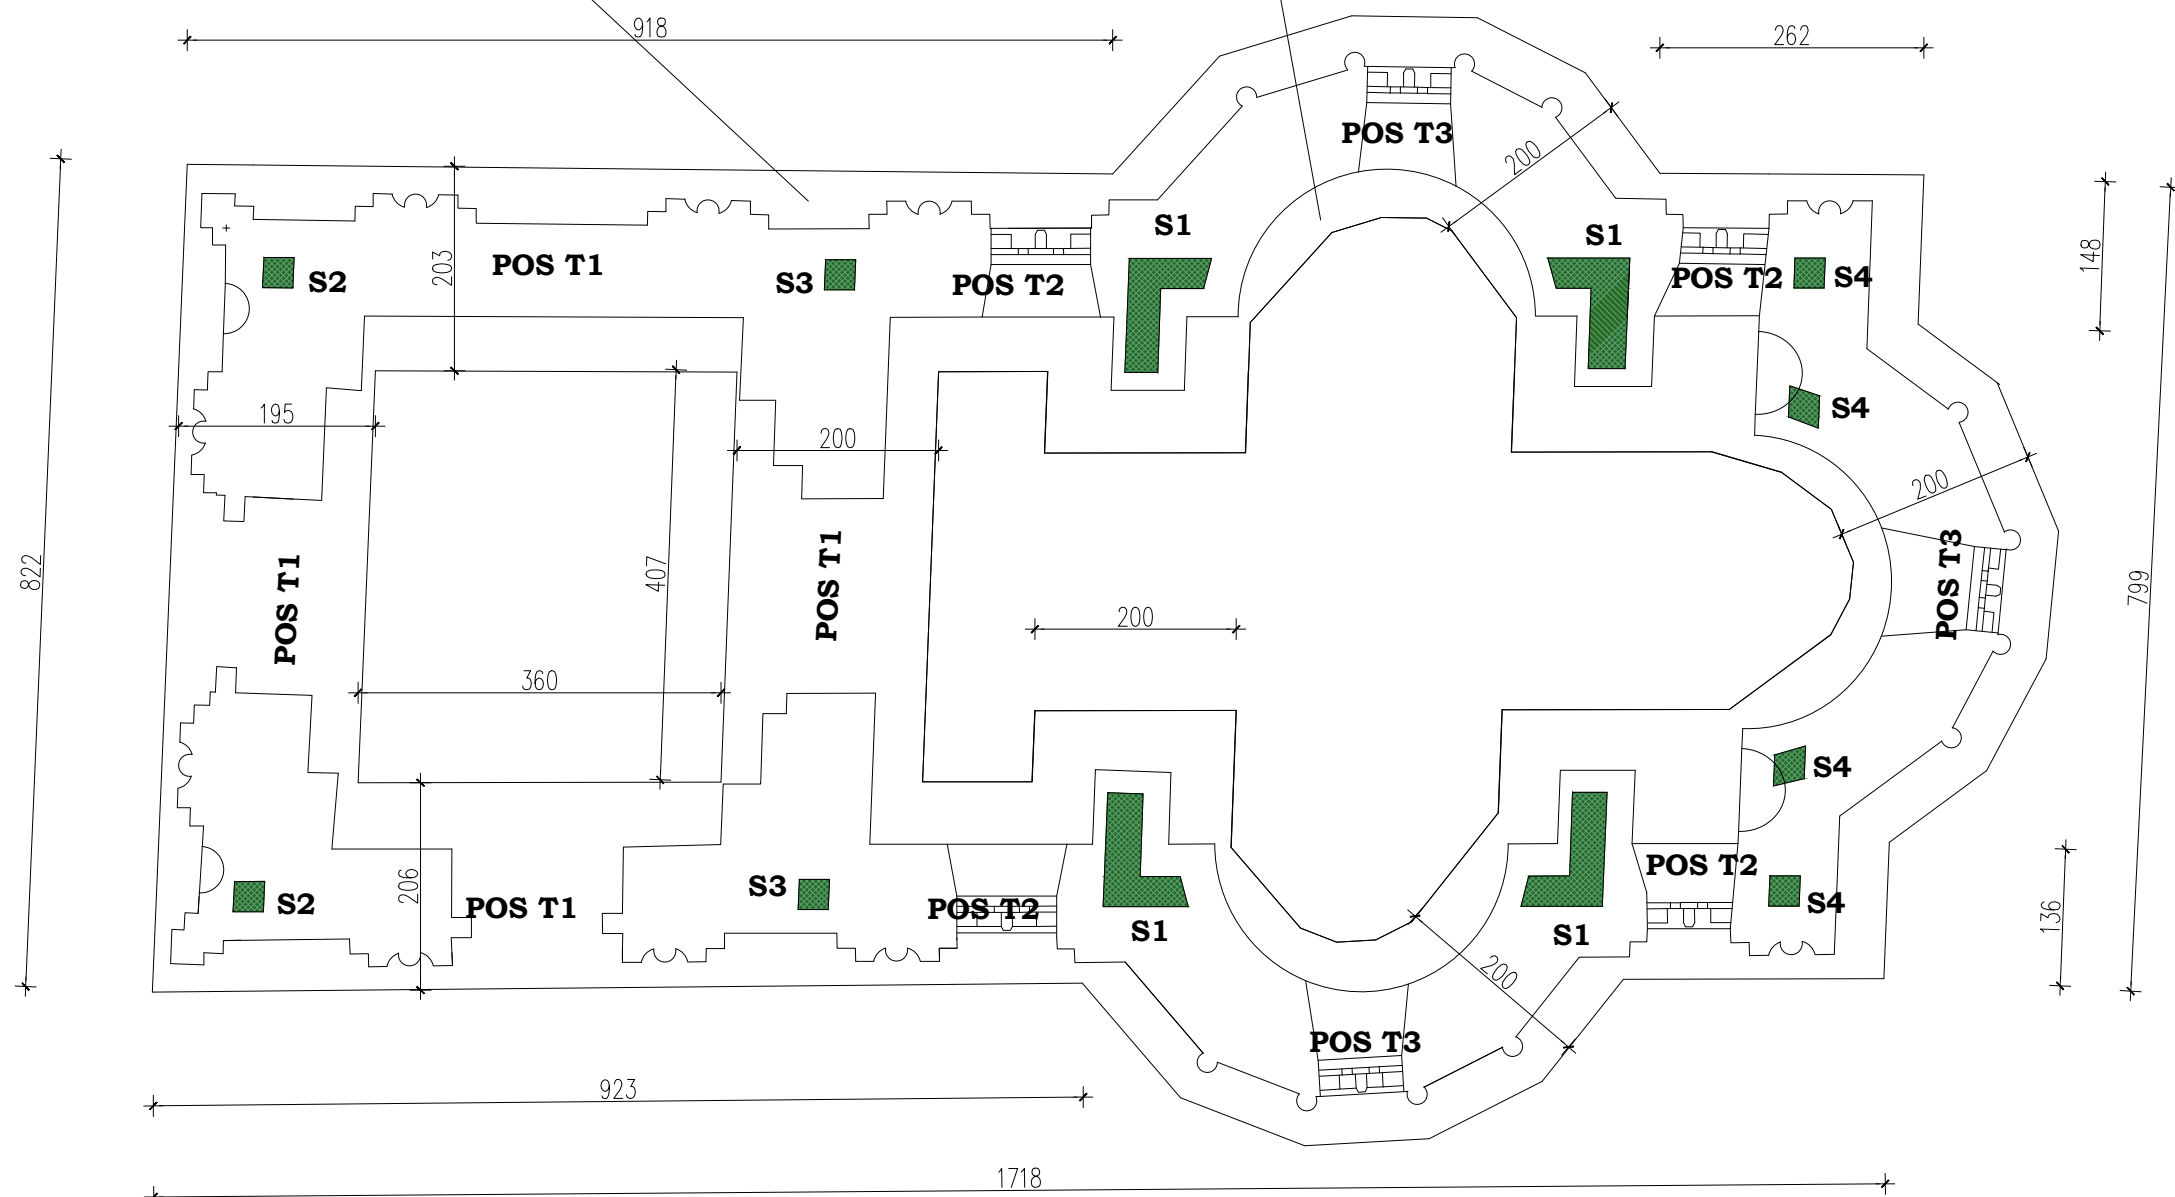 918
262
POS T3
200
S1
S1
148
203
POS T1
S2
S3
POS T2
POS T2
S4
195
200
S4
200
822
POS T1
407
POS T1
200
POS T3
799
360
S4
206
S2
POS T1
S3
POS T2
S1
S1
POS T2
S4
136
200
POS T3
923
1718